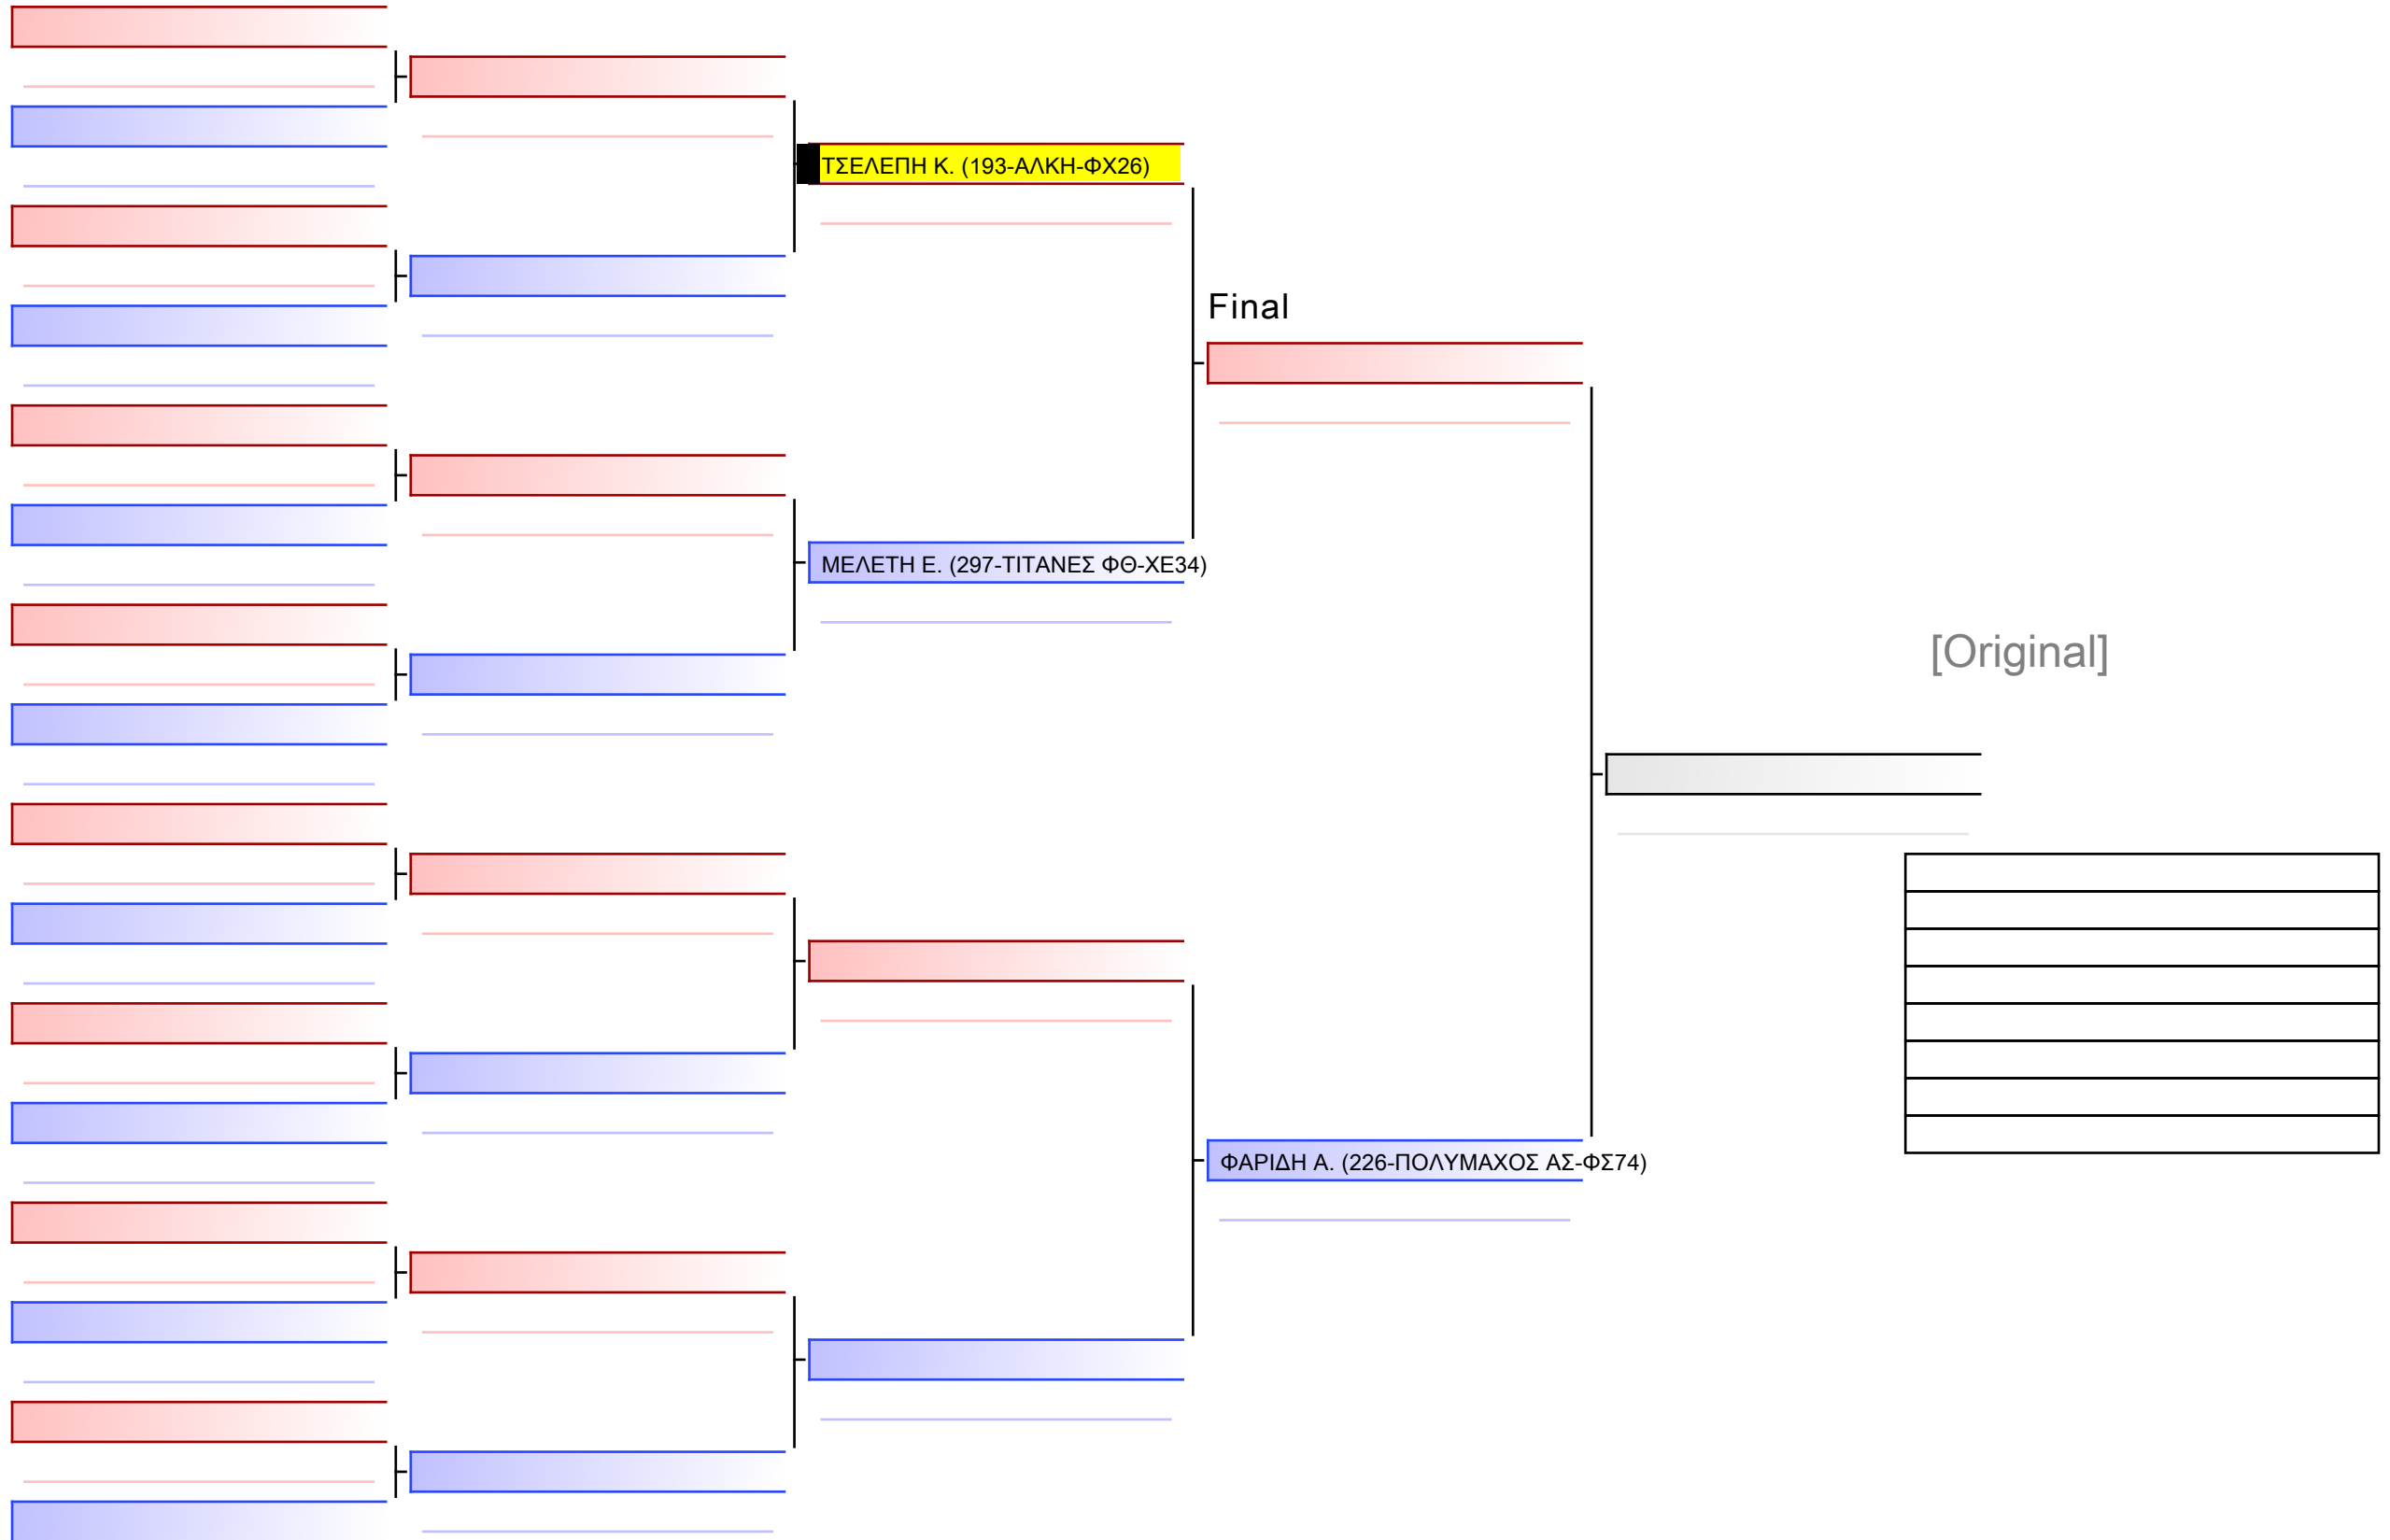 ΤΣΕΛΕΠΗ Κ. (193-ΑΛΚΗ-ΦΧ26)
Final
ΜΕΛΕΤΗ Ε. (297-ΤΙΤΑΝΕΣ ΦΘ-ΧΕ34)
[Original]
ΦΑΡΙΔΗ Α. (226-ΠΟΛΥΜΑΧΟΣ ΑΣ-ΦΣ74)